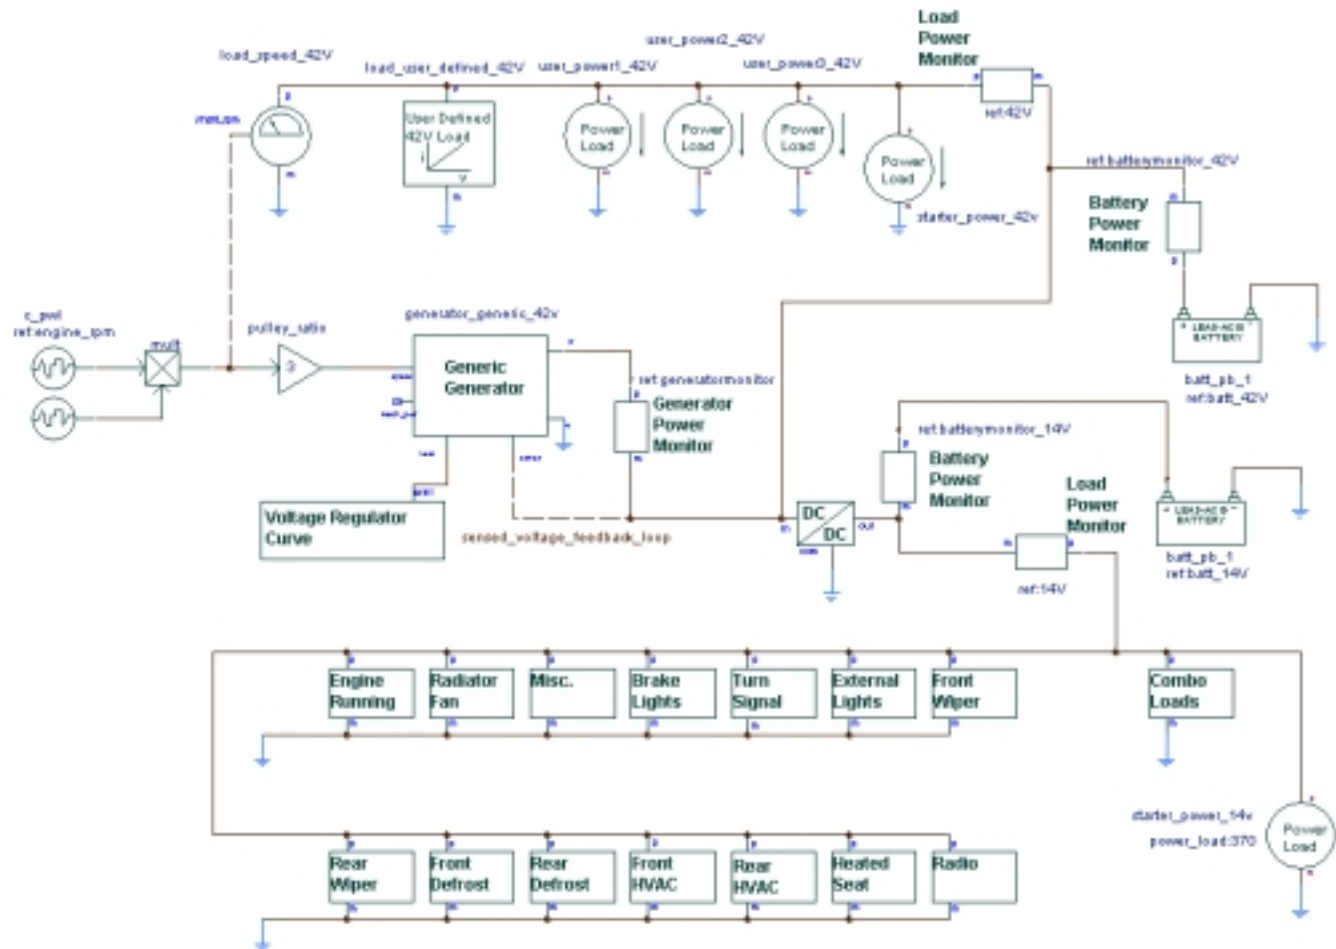 Load
Power
Monitor
user_power2_42V
load_speed_42V
load_user_defined_42V
user_power1_42V
user_power3_42V
ref:42V
User Defined
42V Load
i
v
Power
Load
Power
Load
Power
Load
Power
Load
starter_power_42v
ref:batterymonitor_42V
Battery
Power
Monitor
c_pwl
ref:engine_rpm
mult
pulley_ratio
3
generator_generic_42v
Generic
Generator
ref:generatormonitor
Generator
Power
Monitor
+ LEAD-ACID -
BATTERY
batt_pb_1
ref:batt_42V
ref:batterymonitor_14V
Battery
Power
Monitor
Load
Power
Monitor
ref:14V
+ LEAD-ACID -
BATTERY
batt_pb_1
ref:batt_14V
Voltage Regulator
Curve
sensed_voltage_feedback_loop
DC
DC
in
out
Engine
Running
Radiator
Fan
Misc.
Brake
Lights
Turn
Signal
External
Lights
Front
Wiper
Combo
Loads
starter_power_14v
power_load:370
Power
Load
Rear
Wiper
Front
Defrost
Rear
Defrost
Front
HVAC
Rear
HVAC
Heated
Seat
Radio